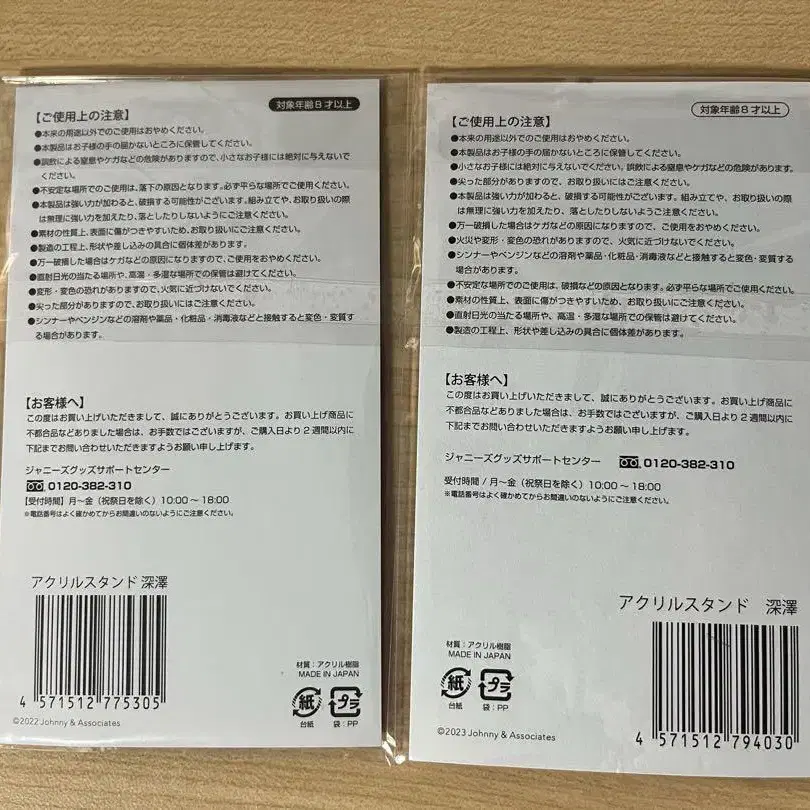 【ご使用上の注意】
対象年齢8才以上
●本来の用途以外でのご使用はおやめください。
●本製品はお子様の手の届かないところに保管してください。
●誤飲による窒息やケガなどの危険がありますので、小さなお子様には絶対に与えないで
ください。
●不安定な場所でのご使用は、落下の原因となります。必ず平らな場所でご使用ください。
●本製品は強い力が加わると、破損する可能性がございます。組み立てや、お取り扱いの際
は無理に強い力を加えたり、落としたりしないようにご注意ください。
●素材の性質上、表面に傷がつきやすいため、お取り扱いにご注意ください。
●製造の工程上、形状や差し込みの具合に個体差があります。
●万一破損した場合はケガなどの原因になりますので、ご使用をおやめください。
●直射日光の当たる場所や、高温・多湿な場所での保管は避けてください。
●変形・変色の恐れがありますので、火気に近づけないでください。
●尖った部分がありますので、お取り扱いにはご注意ください。
●シンナーやベンジンなどの溶剤や薬品・化粧品・消毒液などと接触すると変色・変質す
る場合があります。
【お客様へ】
この度はお買い上げいただきまして、誠にありがとうございます。お買い上げ商品に
不都合品などありました場合は、お手数ではございますが、ご購入日より2週間以内に
下記までお問い合わせいただきますようお願い申し上げます。
ジャニーズグッズサポートセンター
0120-382-310
【受付時間】月〜金(祝祭日を除く)10:00〜18:00
※電話番号はよく確かめてからお間違いのないようにご注意ください。
アクリルスタンド 深澤
4 571512 775305
©2022 Johnny & Associates
材質:アクリル樹脂
MADE IN JAPAN
紙 プラ
台紙 袋:PP
【ご使用上の注意】
対象年齢8才以上
●本来の用途以外でのご使用はおやめください。
●本製品はお子様の手の届かないところに保管してください。
●小さなお子様には絶対に与えないでください。誤飲による窒息やケガなどの危険があります。
●尖った部分がありますので、お取り扱いにはご注意ください。
●本製品は強い力が加わると、破損する可能性がございます。組み立てや、お取り扱いの際
は無理に強い力を加えたり、落としたりしないようご注意ください。
●万一破損した場合はケガなどの原因になりますので、ご使用をおやめください。
●火災や変形・変色の恐れがありますので、火気に近づけないでください。
●シンナーやベンジンなどの溶剤や薬品・化粧品・消毒液などと接触すると変色・変質する
場合があります。
●不安定な場所でのご使用は、破損などの原因となります。必ず平らな場所でご使用ください。
●素材の性質上、表面に傷がつきやすいため、お取り扱いにご注意ください。
●直射日光の当たる場所や、高温・多湿な場所での保管は避けてください。
●製造の工程上、形状や差し込みの具合に個体差があります。
【お客様へ】
この度はお買い上げいただきまして、誠にありがとうございます。お買い上げ商品に
不都合品などありました場合は、お手数ではございますが、ご購入日より2週間以内に
下記までお問い合わせいただきますようお願い申し上げます。
ジャニーズグッズサポートセンター 0120-382-310
受付時間/月〜金(祝祭日を除く)10:00〜18:00
※電話番号はよく確かめてからお間違いのないようにご注意ください。
アクリルスタンド 深澤
材質:アクリル樹脂
MADE IN JAPAN
紙 プラ
台紙 袋:PP
©2023 Johnny & Associates
4 571512 794030